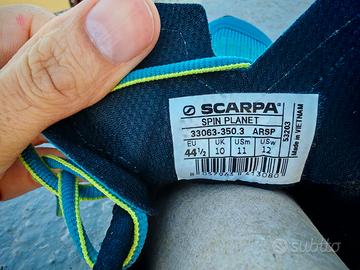 SCARPA
SPIN PLANET
33063-350.3 ARSP
EU UK USm USw
44½ 10 11 12
53203
Made in VIETNAM
subito